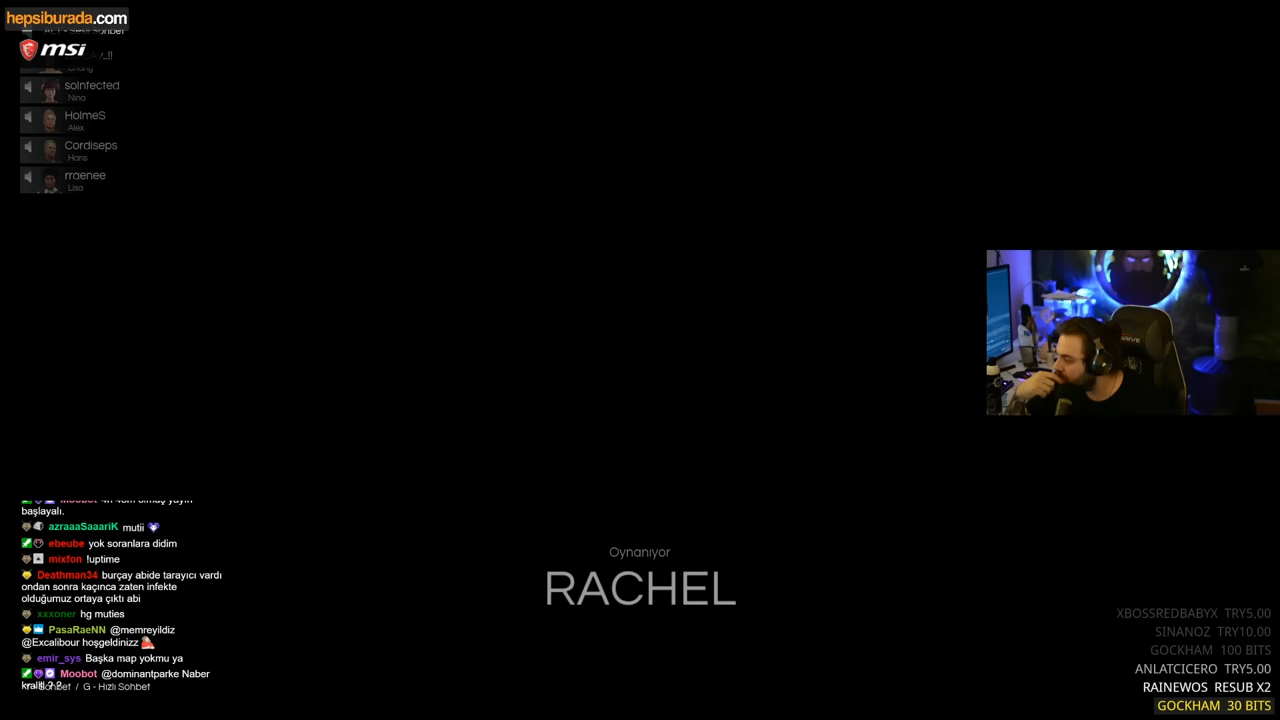 hepsiburada.com
msi
Chang
soInfected
Nina
HolmeS
Alex
Cordiseps
Hans
rraenee
Lisa
Moobot
başlayalı.
azraaaSaaariK mutii
ebeube yok soranlara didim
mixfon !uptime
Deathman34 burçay abide tarayıcı vardı
ondan sonra kaçınca zaten infekte
olduğumuz ortaya çıktı abi
xxxoner hg muties
PasaRaeNN @memreyildiz
@Excalibour hoşgeldinizz
emir_sys Başka map yokmu ya
Moobot @dominantparke Naber
Sohbet / G - Hızlı Sohbet
Oynanıyor
RACHEL
XBOSSREDBABYX TRY5.00
SINANOZ TRY10.00
GOCKHAM 100 BITS
ANLATCICERO TRY5.00
RAINEWOS RESUB X2
GOCKHAM 30 BITS